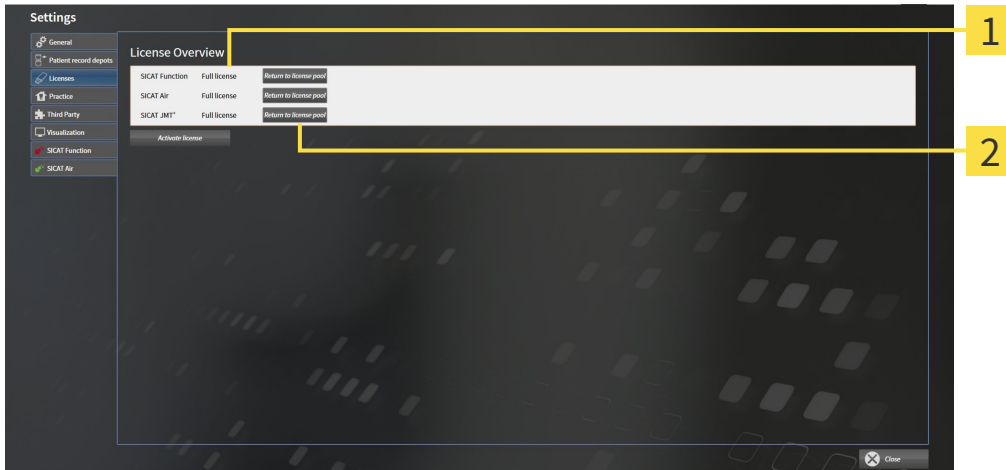 Settings
General
Patient record depots
Licenses
Practice
Third Party
Visualization
SICAT Function
SICAT Air
License Overview
SICAT Function Full license Return to license pool
SICAT Air Full license Return to license pool
SICAT JMT⁺ Full license Return to license pool
Activate license
Close
1
2